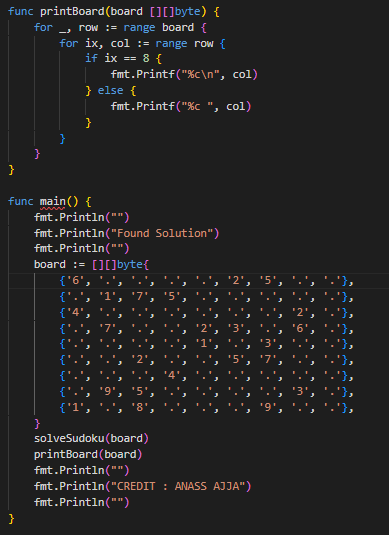 func printBoard(board [][]byte) {
    for _, row := range board {
        for ix, col := range row {
            if ix == 8 {
                fmt.Printf("%c\n", col)
            } else {
                fmt.Printf("%c ", col)
            }
        }
    }
}

func main() {
    fmt.Println("")
    fmt.Println("Found Solution")
    fmt.Println("")
    board := [][]byte{
        {'6', '.', '.', '.', '.', '2', '5', '.', '.'},
        {'.', '1', '7', '5', '.', '.', '.', '.', '.'},
        {'4', '.', '.', '.', '.', '.', '.', '2', '.'},
        {'.', '7', '.', '.', '2', '3', '.', '6', '.'},
        {'.', '.', '.', '.', '1', '.', '3', '.', '.'},
        {'.', '.', '2', '.', '.', '5', '7', '.', '.'},
        {'.', '.', '.', '4', '.', '.', '.', '.', '.'},
        {'.', '9', '5', '.', '.', '.', '.', '3', '.'},
        {'1', '.', '8', '.', '.', '.', '9', '.', '.'},
    }
    solveSudoku(board)
    printBoard(board)
    fmt.Println("")
    fmt.Println("CREDIT : ANASS AJJA")
    fmt.Println("")
}